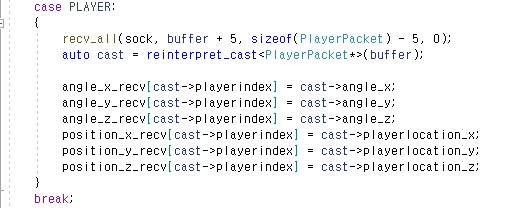 case PLAYER:
{
recv_all(sock, buffer + 5, sizeof(PlayerPacket) - 5, 0);
auto cast = reinterpret_cast<PlayerPacket*>(buffer);
angle_x_recv[cast->playerindex] = cast->angle_x;
angle_y_recv[cast->playerindex] = cast->angle_y;
angle_z_recv[cast->playerindex] = cast->angle_z;
position_x_recv[cast->playerindex] = cast->playerlocation_x;
position_y_recv[cast->playerindex] = cast->playerlocation_y;
position_z_recv[cast->playerindex] = cast->playerlocation_z;
}
break;